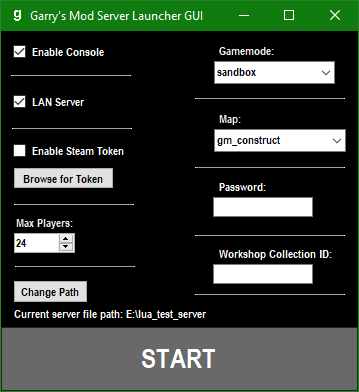 g Garry's Mod Server Launcher GUI
Enable Console
LAN Server
Enable Steam Token
Browse for Token
Max Players:
24
Change Path
Current server file path: E:\lua_test_server
Gamemode:
sandbox
Map:
gm_construct
Password:
Workshop Collection ID:
START